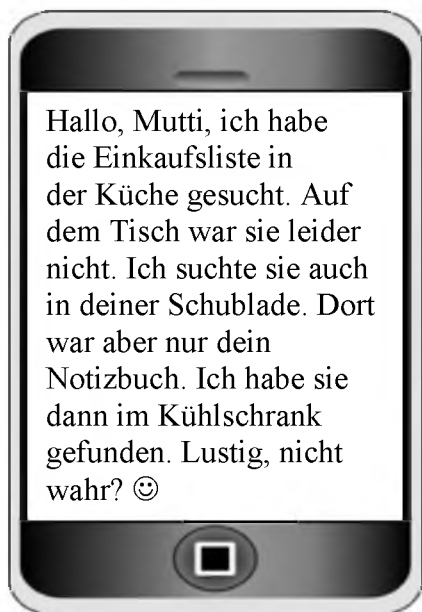 Hallo, Mutti, ich habe
die Einkaufsliste in
der Küche gesucht. Auf
dem Tisch war sie leider
nicht. Ich suchte sie auch
in deiner Schublade. Dort
war aber nur dein
Notizbuch. Ich habe sie
dann im Kühlschrank
gefunden. Lustig, nicht
wahr? ☺